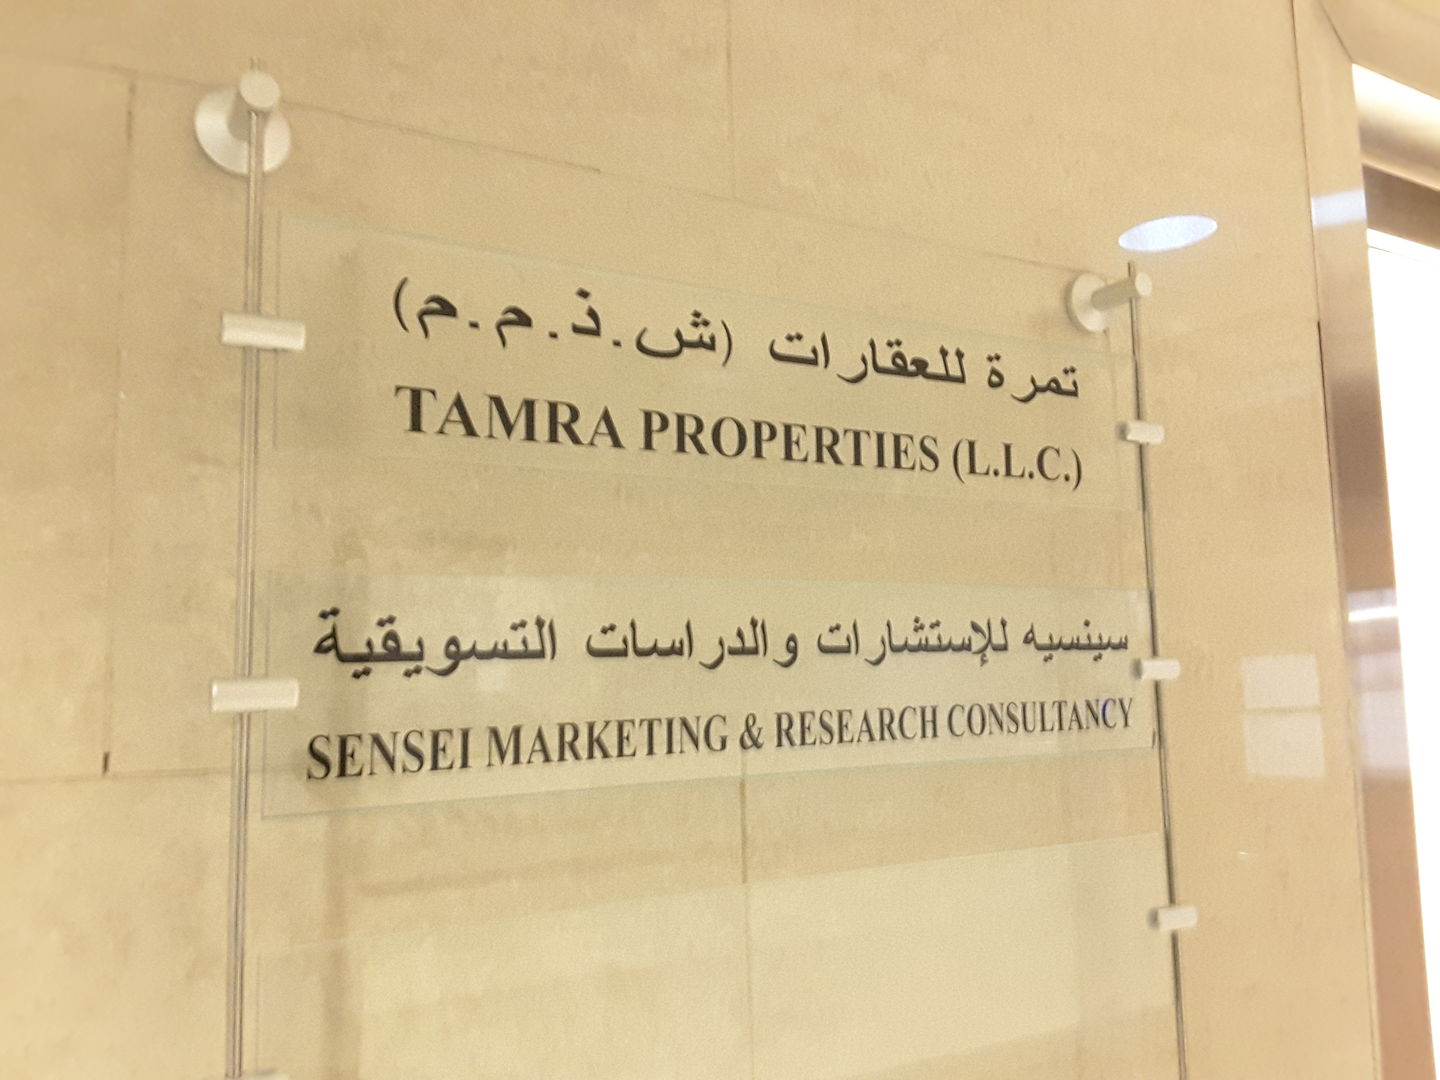 تمرة للعقارات (ش.ذ.م.م)
TAMRA PROPERTIES (L.L.C.)
سينسيه للإستشارات والدراسات التسويقية
SENSEI MARKETING & RESEARCH CONSULTANCY